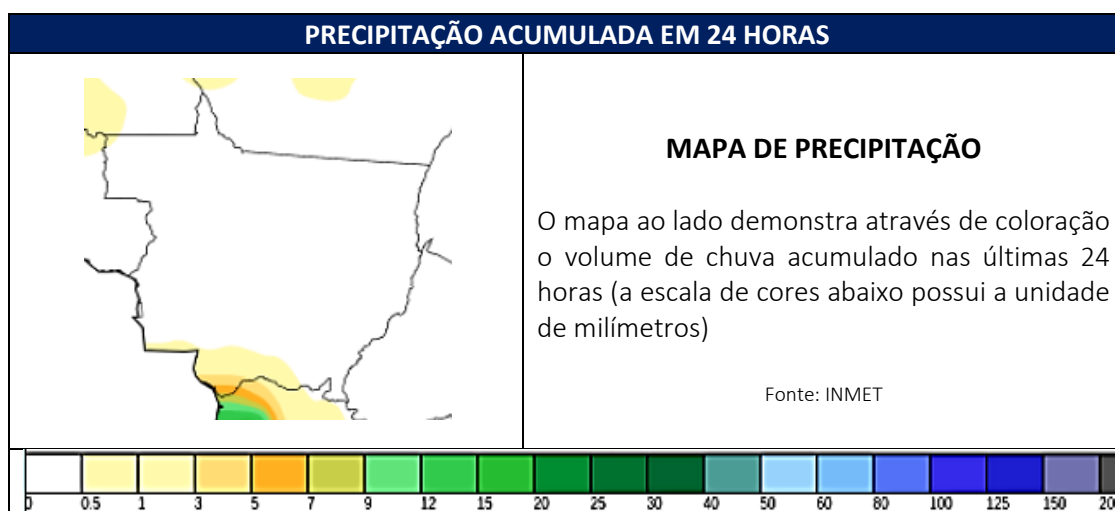 PRECIPITAÇÃO ACUMULADA EM 24 HORAS
MAPA DE PRECIPITAÇÃO
O mapa ao lado demonstra através de coloração
o volume de chuva acumulado nas últimas 24
horas (a escala de cores abaixo possui a unidade
de milímetros)
Fonte: INMET
0 0.5 1 3 5 7 9 12 15 20 25 30 40 50 60 80 100 125 150